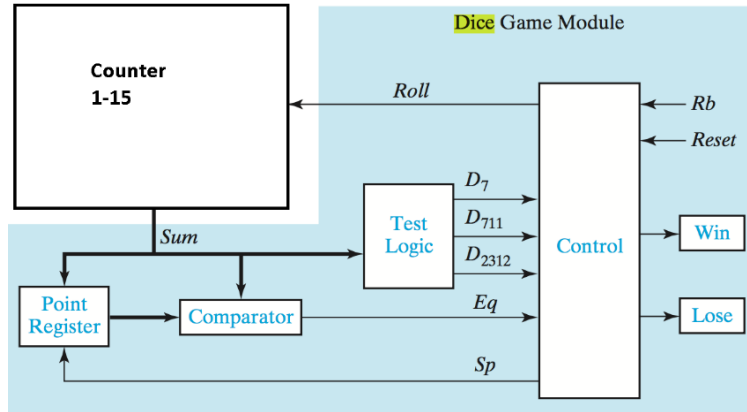 Dice Game Module
Counter
1-15
Roll
Rb
Reset
D7
D711
D2312
Sum
Test
Logic
Control
Win
Point
Register
Comparator
Eq
Lose
Sp